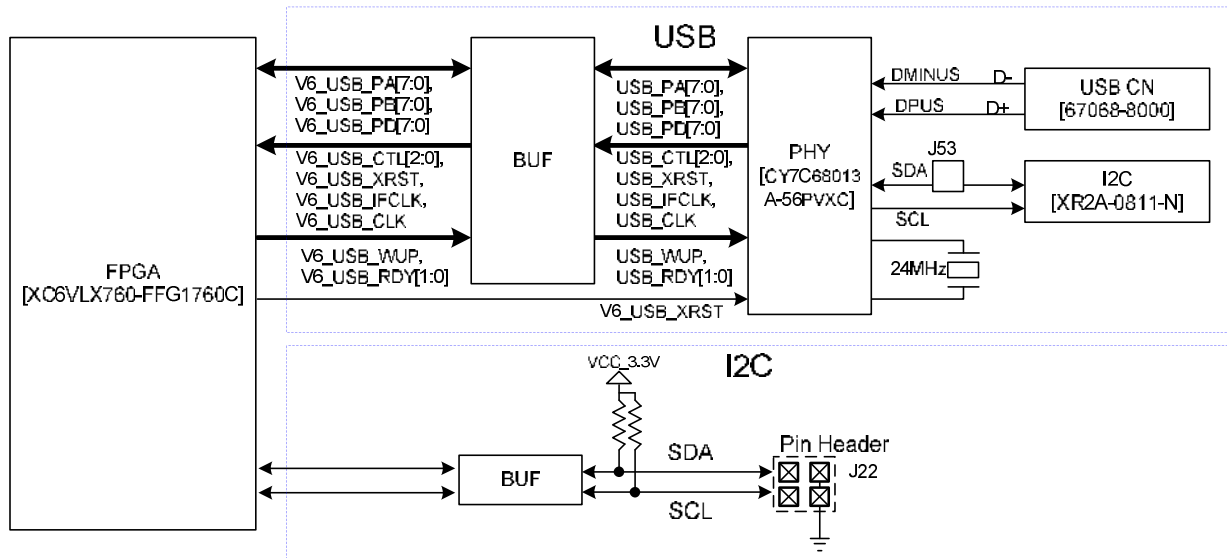 USB
V6_USB_PA[7:0],
V6_USB_PB[7:0],
V6_USB_PD[7:0]
V6_USB_CTL[2:0],
V6_USB_XRST,
V6_USB_IFCLK,
V6_USB_CLK
V6_USB_WUP,
V6_USB_RDY[1:0]
BUF
USB_PA[7:0],
USB_PB[7:0],
USB_PD[7:0]
USB_CTL[2:0],
USB_XRST,
USB_IFCLK,
USB_CLK
USB_WUP,
USB_RDY[1:0]
V6_USB_XRST
PHY
[CY7C68013
A-56PVXC]
DMINUS D-
DPUS D+
USB CN
[67068-8000]
J53
SDA
SCL
I2C
[XR2A-0811-N]
24MHz
FPGA
[XC6VLX760-FFG1760C]
I2C
VCC_3.3V
BUF
SDA
SCL
Pin Header
J22